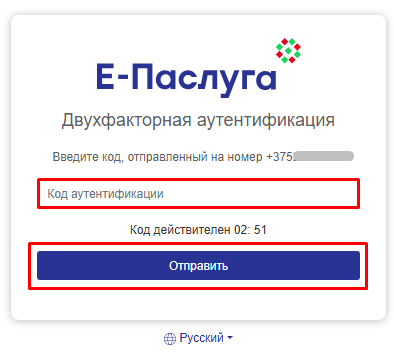 Е-Паслуга
Двухфакторная аутентификация
Введите код, отправленный на номер +375
Код аутентификации
Код действителен 02: 51
Отправить
Русский